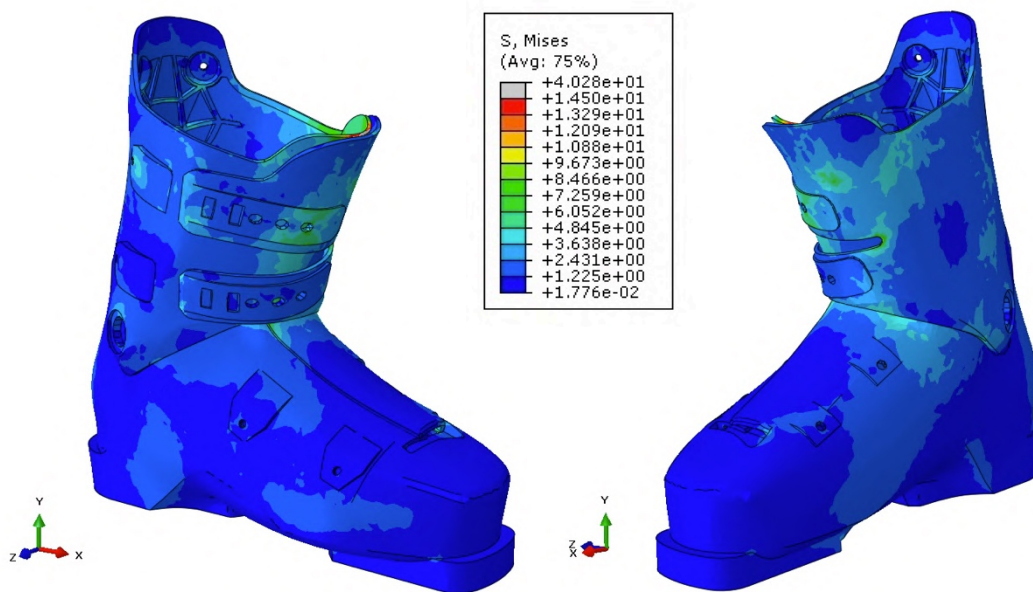 S, Mises
(Avg: 75%)
+4.028e+01
+1.450e+01
+1.329e+01
+1.209e+01
+1.088e+01
+9.673e+00
+8.466e+00
+7.259e+00
+6.052e+00
+4.845e+00
+3.638e+00
+2.431e+00
+1.225e+00
+1.776e-02
Y
Z
X
Y
Z
X